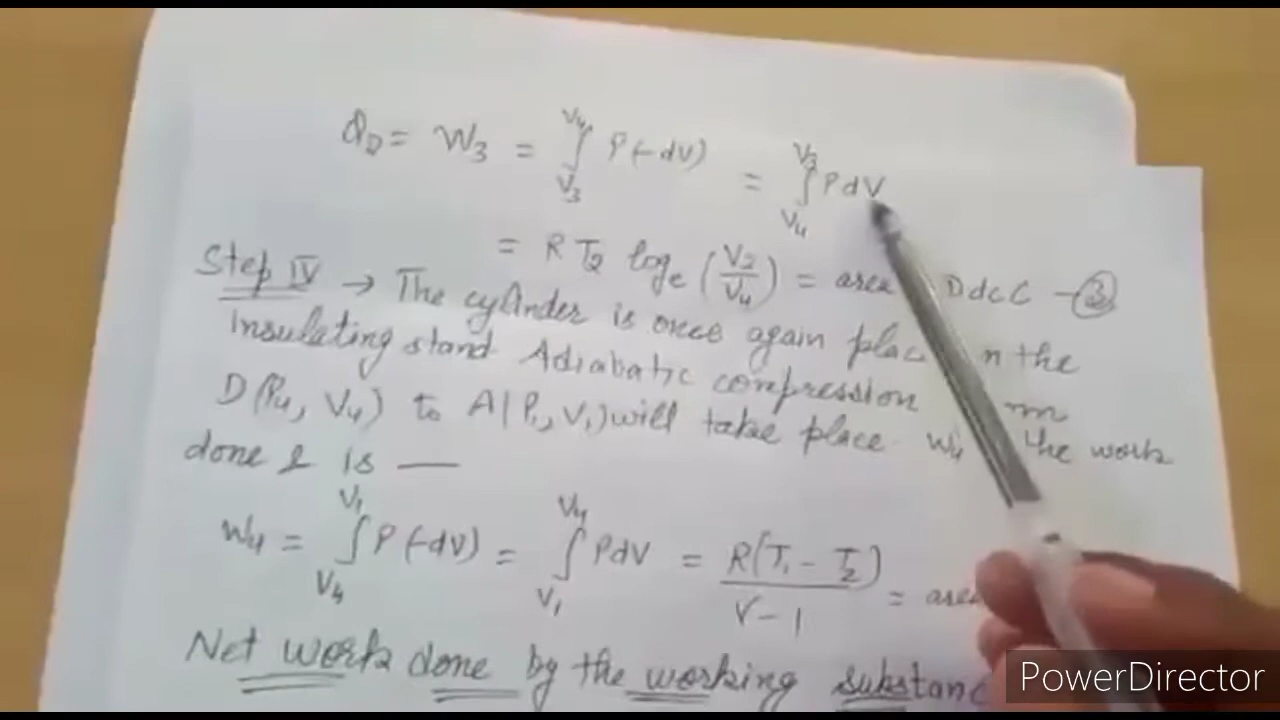 Q₂ = W₃ = ∫_{V₃}^{V₄} P(-dV) = ∫_{V₄}^{V₃} PdV
= RT₂ logₑ (V₂/V₄) = area DdcC - ③
Step IV → The cylinder is once again plac n the
insulating stand Adiabatic compression m
D(P₄, V₄) to A(P₁, V₁) will take place. W₄ the work
done & is —
W₄ = ∫_{V₄}^{V₁} P(-dV) = ∫_{V₁}^{V₄} PdV = R(T₁ - T₂)/γ-1 = area
Net work done by the working substanc
PowerDirector